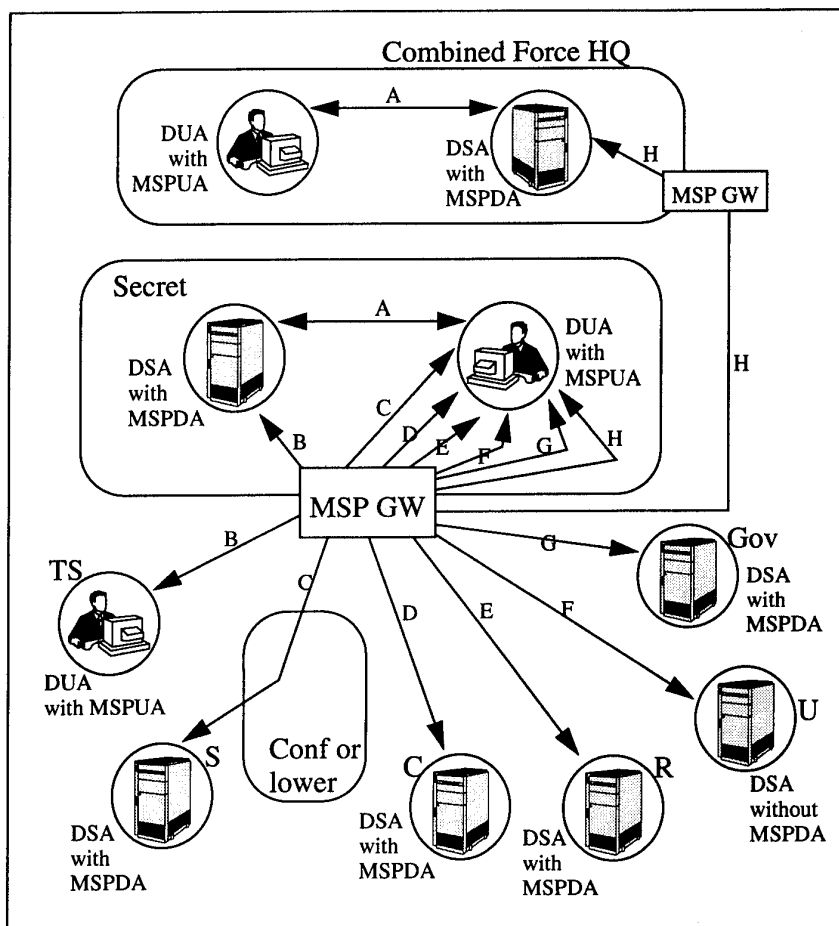 Combined Force HQ
A
DUA
with
MSPUA
DSA
with
MSPDA
H
MSP GW
Secret
A
DSA
with
MSPDA
DUA
with
MSPUA
H
C
B
D
E
F
G
H
MSP GW
B
TS
DUA
with MSPUA
C
D
E
F
G
Gov
DSA
with
MSPDA
Conf or
lower
S
DSA
with
MSPDA
C
DSA
with
MSPDA
R
DSA
with
MSPDA
U
DSA
without
MSPDA